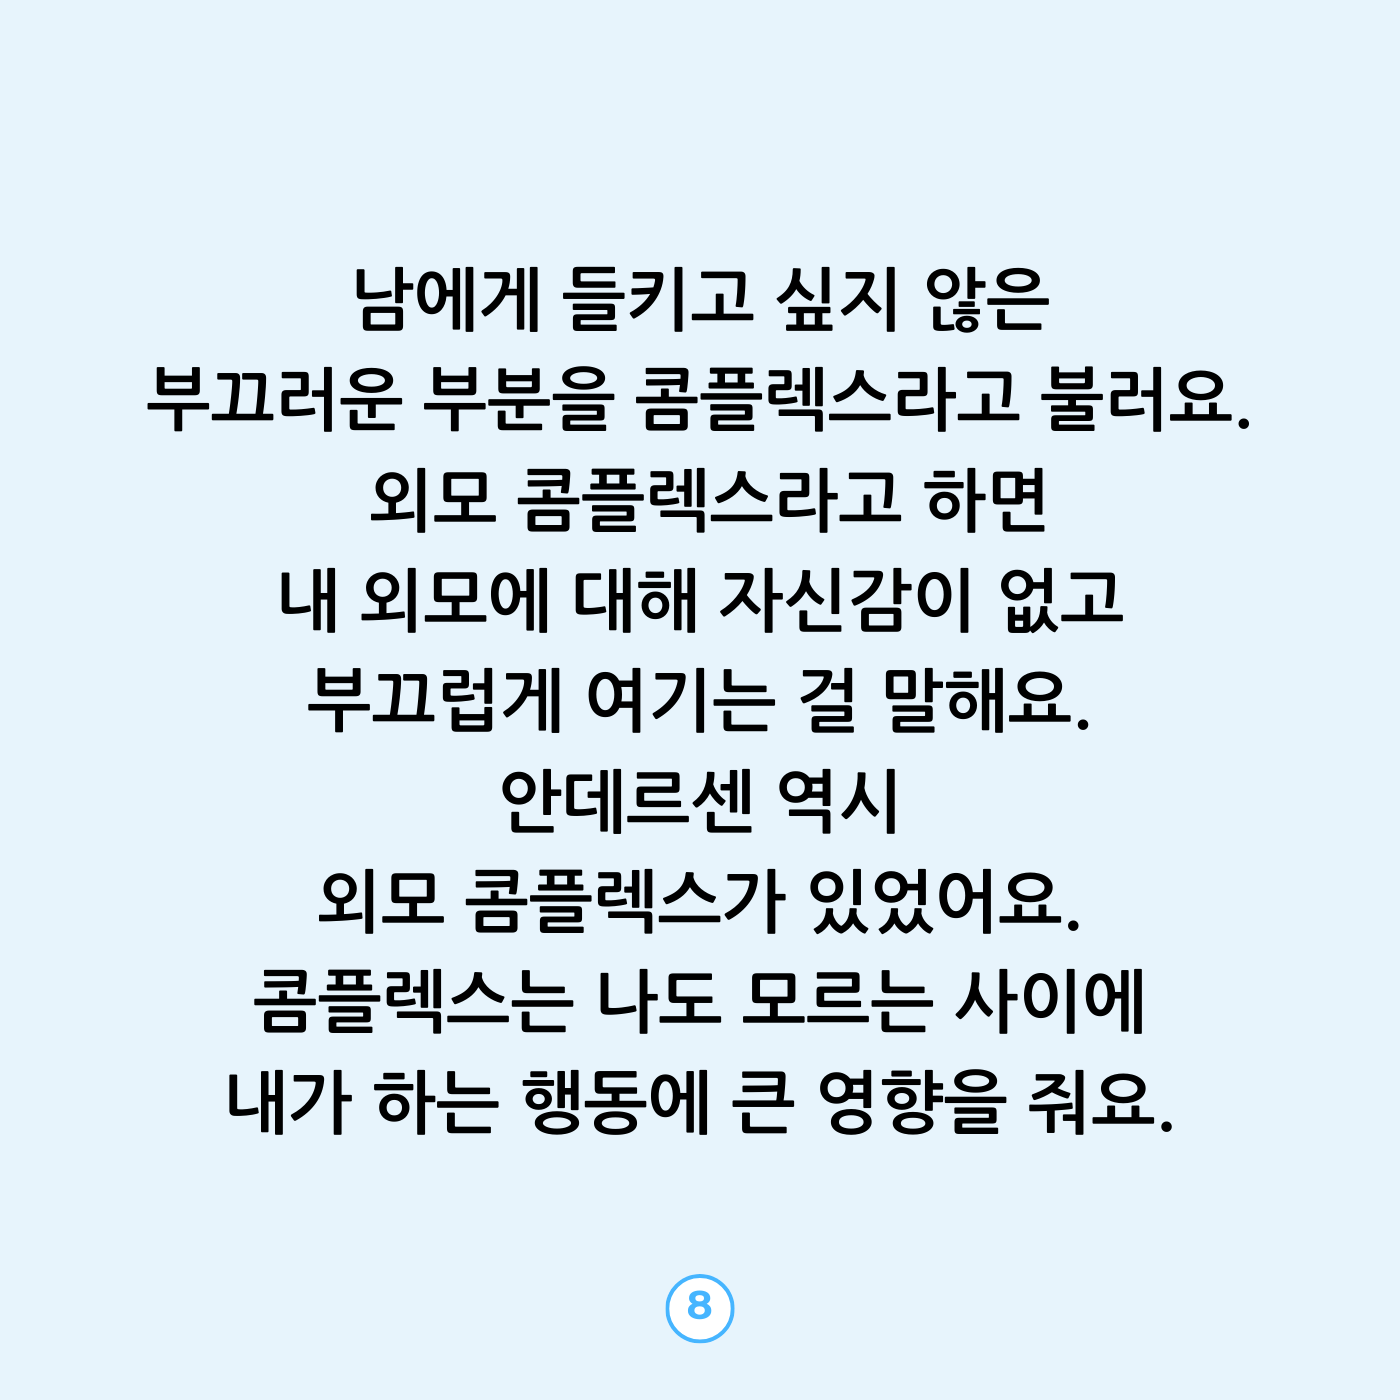 남에게 들키고 싶지 않은
부끄러운 부분을 콤플렉스라고 불러요.
외모 콤플렉스라고 하면
내 외모에 대해 자신감이 없고
부끄럽게 여기는 걸 말해요.
안데르센 역시
외모 콤플렉스가 있었어요.
콤플렉스는 나도 모르는 사이에
내가 하는 행동에 큰 영향을 줘요.
8